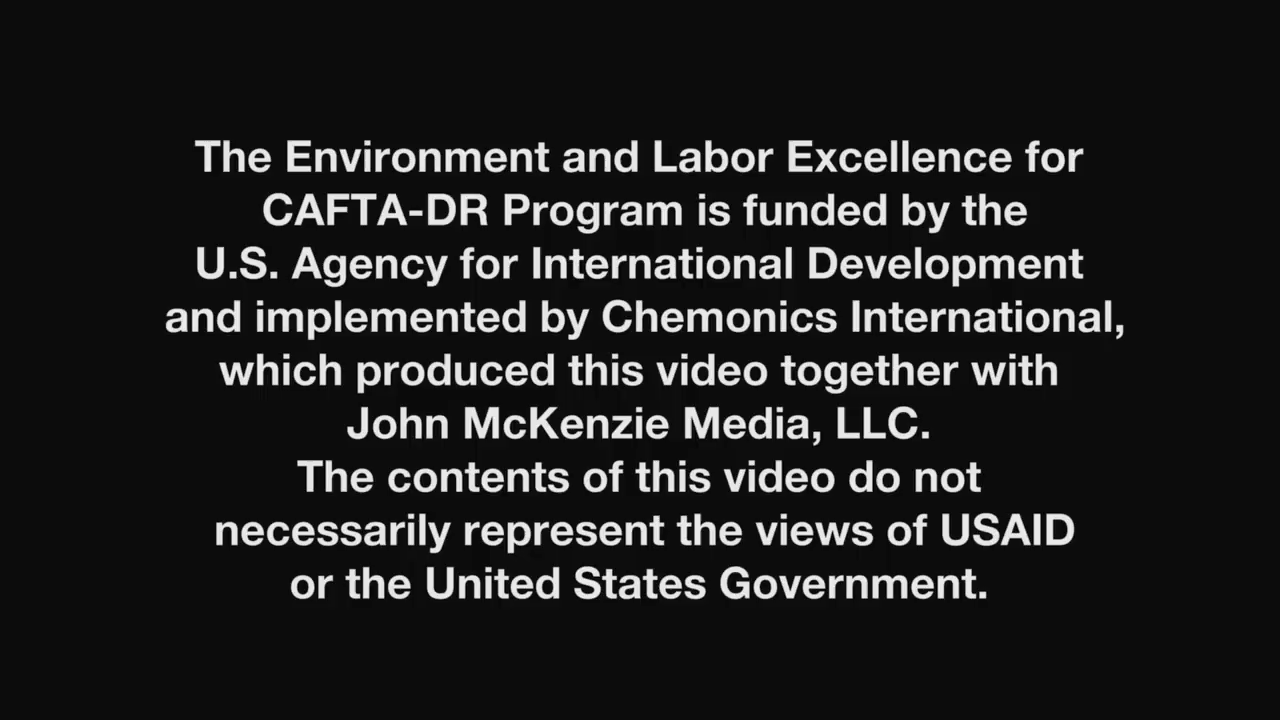 The Environment and Labor Excellence for
CAFTA-DR Program is funded by the
U.S. Agency for International Development
and implemented by Chemonics International,
which produced this video together with
John McKenzie Media, LLC.
The contents of this video do not
necessarily represent the views of USAID
or the United States Government.